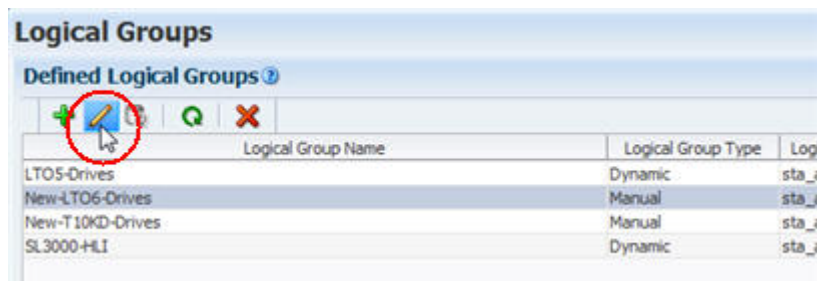 Logical Groups
Defined Logical Groups
Logical Group Name Logical Group Type
LTO5-Drives Dynamic
New-LTO6-Drives Manual
New-T10KD-Drives Manual
SL3000-HLI Dynamic